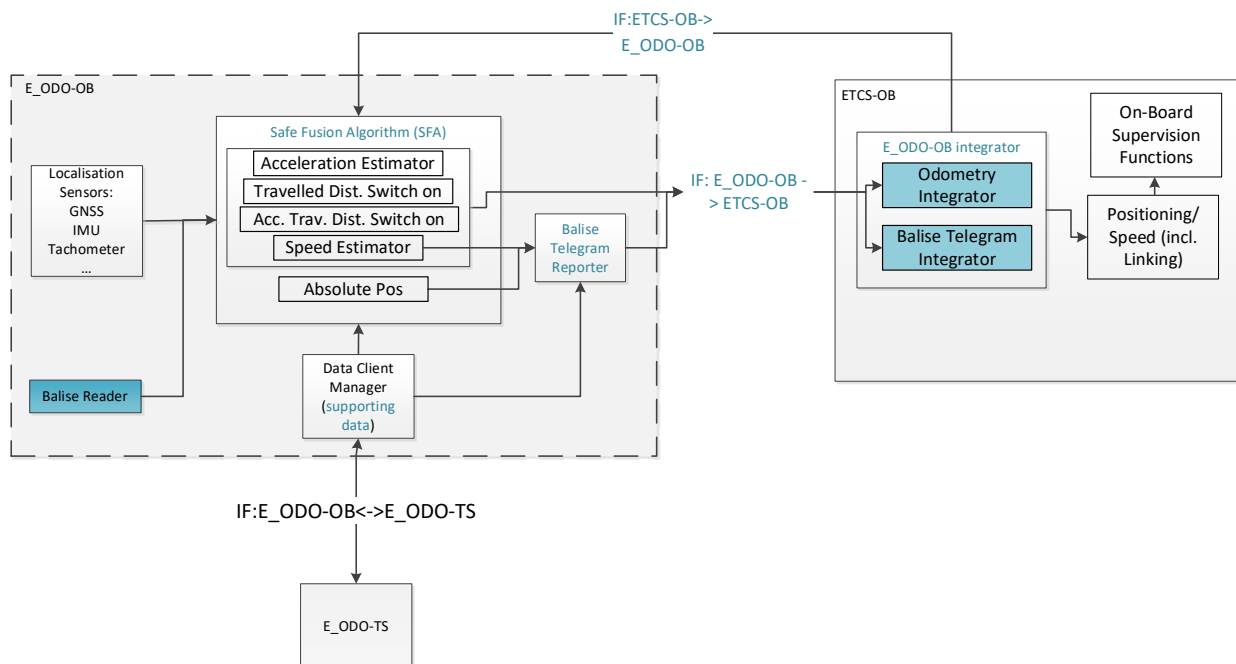 IF:ETCS-OB->
E_ODO-OB
E_ODO-OB
Safe Fusion Algorithm (SFA)
Acceleration Estimator
Travelled Dist. Switch on
Acc. Trav. Dist. Switch on
Speed Estimator
Absolute Pos
Localisation
Sensors:
GNSS
IMU
Tachometer
...
Balise Reader
Balise
Telegram
Reporter
Data Client
Manager
(supporting
data)
IF: E_ODO-OB -
> ETCS-OB
ETCS-OB
E_ODO-OB integrator
Odometry
Integrator
Balise Telegram
Integrator
On-Board
Supervision
Functions
Positioning/
Speed (incl.
Linking)
IF:E_ODO-OB<->E_ODO-TS
E_ODO-TS